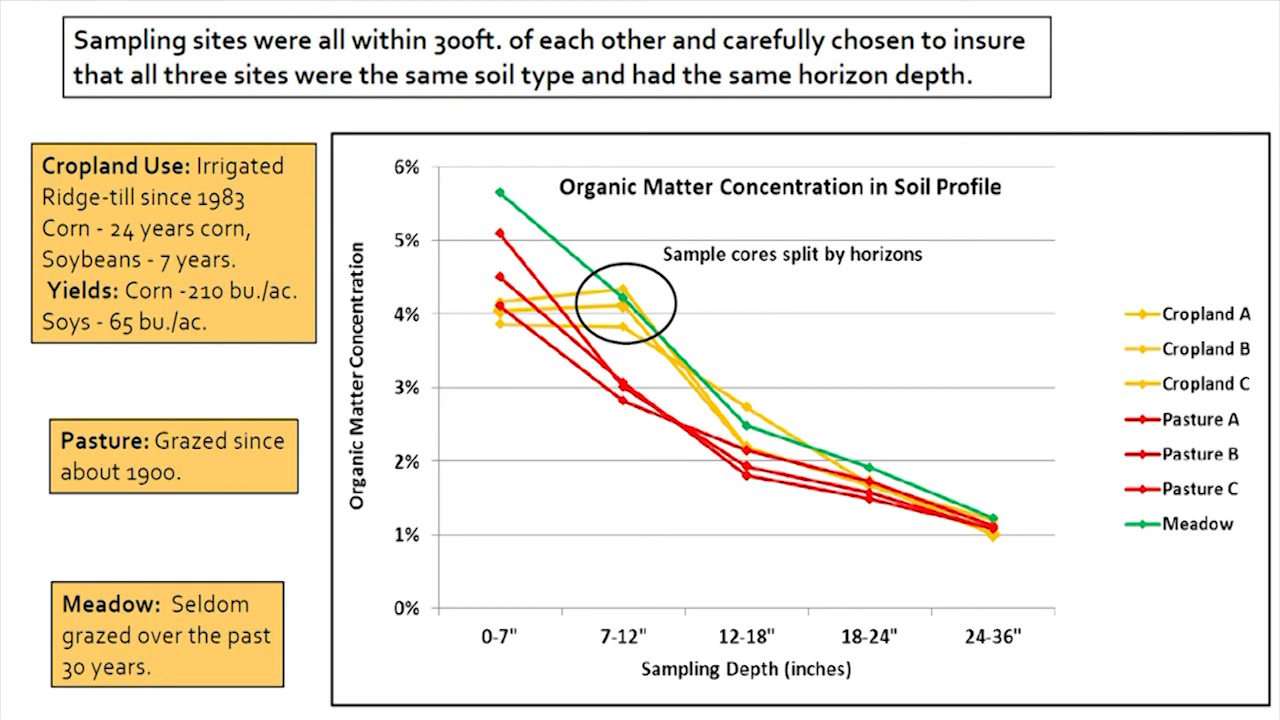 Sampling sites were all within 300ft. of each other and carefully chosen to insure
that all three sites were the same soil type and had the same horizon depth.
Cropland Use: Irrigated
Ridge-till since 1983
Corn - 24 years corn,
Soybeans - 7 years.
Yields: Corn -210 bu./ac.
Soys - 65 bu./ac.
Pasture: Grazed since
about 1900.
Meadow: Seldom
grazed over the past
30 years.
Organic Matter Concentration in Soil Profile
Sample cores split by horizons
Organic Matter Concentration
6%
5%
4%
3%
2%
1%
0%
0-7" 7-12" 12-18" 18-24" 24-36"
Sampling Depth (inches)
Cropland A
Cropland B
Cropland C
Pasture A
Pasture B
Pasture C
Meadow